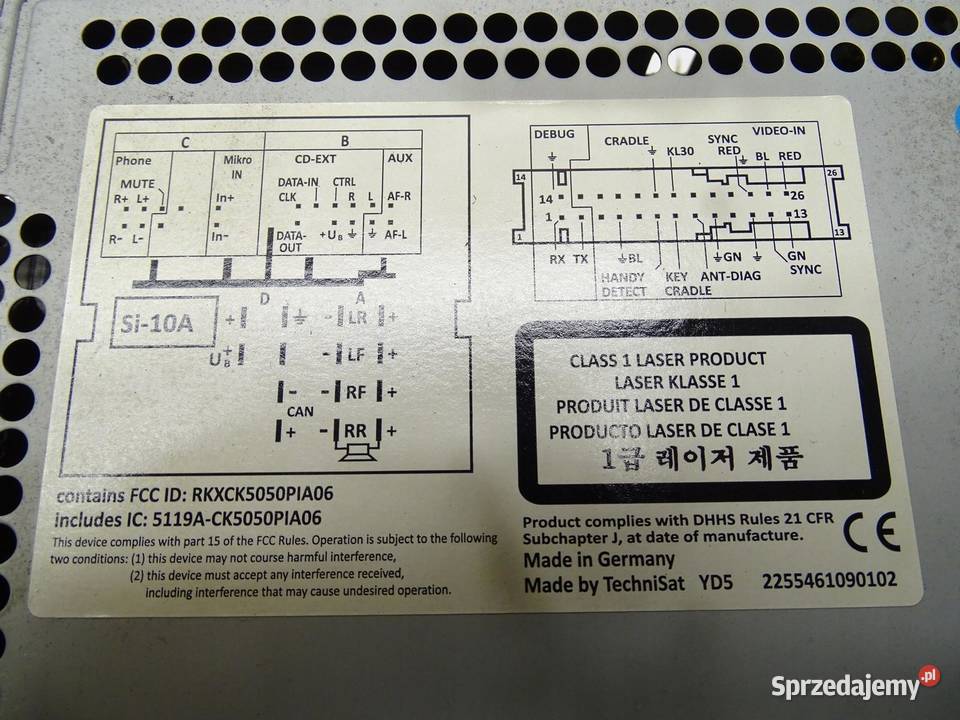 C B
Phone Mikro IN CD-EXT AUX
MUTE DATA-IN CTRL
R+ L+ In+ CLK R L AF-R
R- L- In- DATA-OUT +UB AF-L
D A
Si-10A + - LR +
U+B - LF +
- - RF +
CAN
+ - RR +
contains FCC ID: RKXCK5050PIA06
includes IC: 5119A-CK5050PIA06
This device complies with part 15 of the FCC Rules. Operation is subject to the following
two conditions: (1) this device may not course harmful interference,
(2) this device must accept any interference received,
including interference that may cause undesired operation.
DEBUG CRADLE KL30 SYNC RED VIDEO-IN BL RED
14 26
14 26
1 13
1 13
RX TX BL GN GN
HANDY DETECT KEY CRADLE ANT-DIAG SYNC
CLASS 1 LASER PRODUCT
LASER KLASSE 1
PRODUIT LASER DE CLASSE 1
PRODUCTO LASER DE CLASE 1
1급 레이저 제품
Product complies with DHHS Rules 21 CFR
Subchapter J, at date of manufacture.
CE
Made in Germany
Made by TechniSat YD5 2255461090102
Sprzedajemy.pl